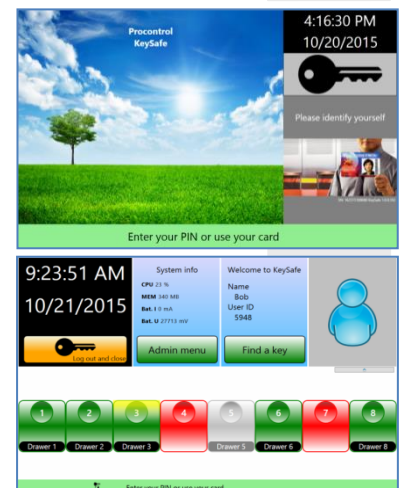 Procontrol
KeySafe
4:16:30 PM
10/20/2015
Please identify yourself
Enter your PIN or use your card
9:23:51 AM
10/21/2015
Log out and close
System info
CPU 23 %
MEM 340 MB
Bat. I 0 mA
Bat. U 27713 mV
Admin menu
Welcome to KeySafe
Name
Bob
User ID
5948
Find a key
1
2
3
4
5
6
7
8
Drawer 1
Drawer 2
Drawer 3
Drawer 5
Drawer 6
Drawer 8
Enter your PIN or use your card